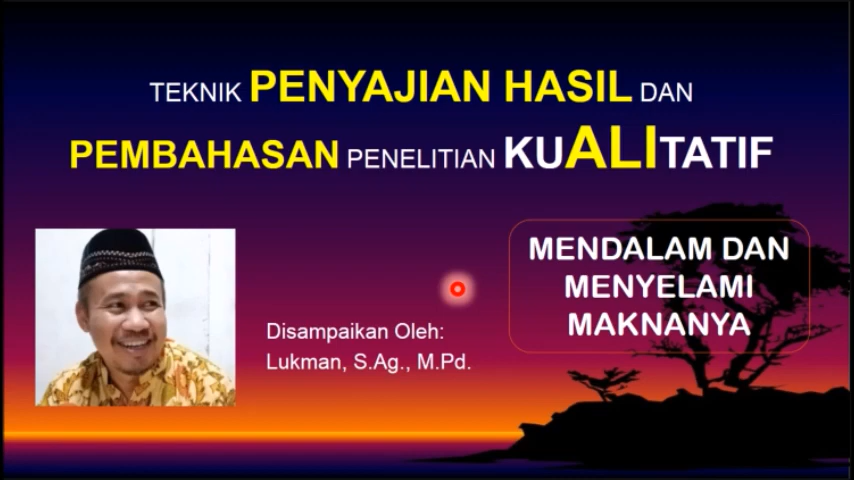 TEKNIK PENYAJIAN HASIL DAN
PEMBAHASAN PENELITIAN KUALITATIF
MENDALAM DAN
MENYELAMI
MAKNANYA
Disampaikan Oleh:
Lukman, S.Ag., M.Pd.